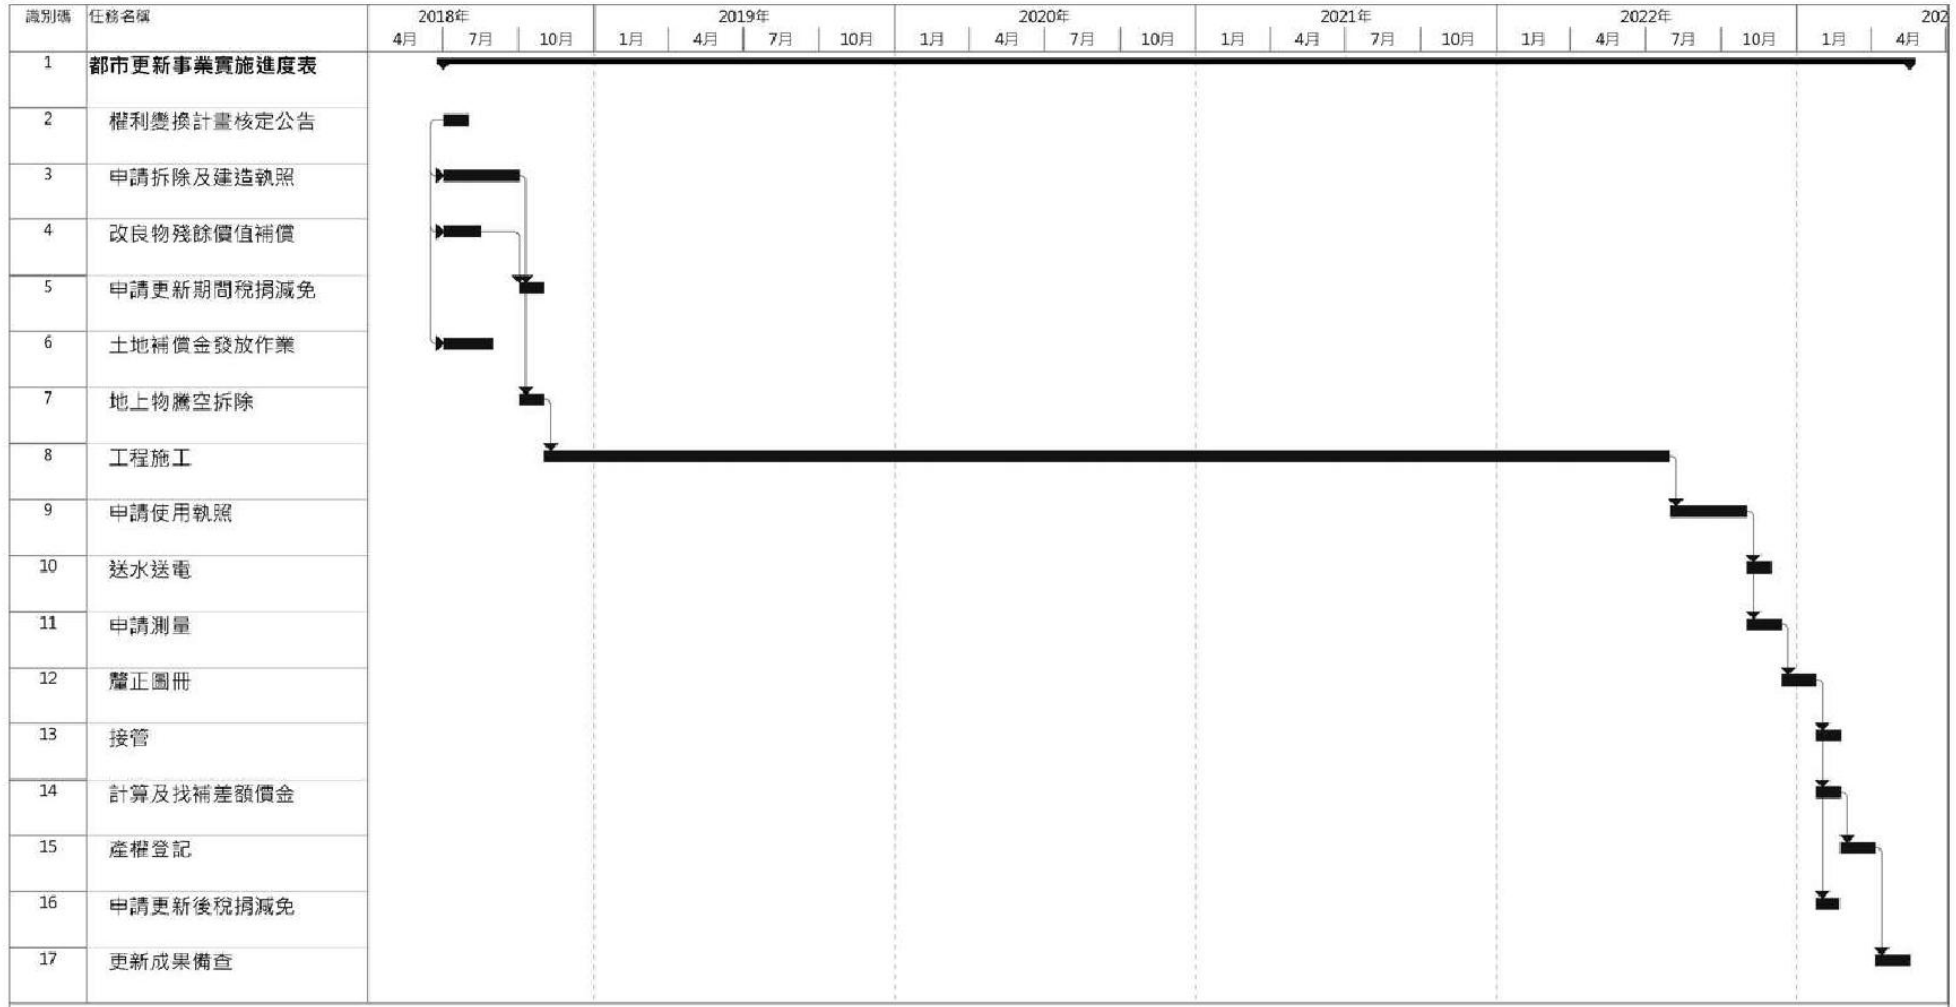 識別碼 任務名稱 2018年 2019年 2020年 2021年 2022年 202
4月 7月 10月 1月 4月 7月 10月 1月 4月 7月 10月 1月 4月 7月 10月 1月 4月 7月 10月 1月 4月
1 都市更新事業實施進度表
2 權利變換計畫核定公告
3 申請拆除及建造執照
4 改良物殘餘價值補償
5 申請更新期間稅捐減免
6 土地補償金發放作業
7 地上物騰空拆除
8 工程施工
9 申請使用執照
10 送水送電
11 申請測量
12 釐正圖冊
13 接管
14 計算及找補差額價金
15 產權登記
16 申請更新後稅捐減免
17 更新成果備查